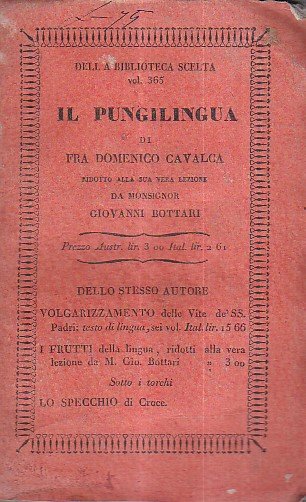 DELLA BIBLIOTECA SCELTA
vol. 365
IL PUNGILINGUA
DI
FRA DOMENICO CAVALCA
RIDOTTO ALLA SUA VERA LEZIONE
DA MONSIGNOR
GIOVANNI BOTTARI
Prezzo Austr. lir. 3 00 Ital. lir. 2 61
DELLO STESSO AUTORE
VOLGARIZZAMENTO delle Vite de' SS.
Padri: testo di lingua, sei vol. Ital. lir. 15 66
I FRUTTI della lingua, ridotti alla vera
lezione da M. Gio. Bottari " 3 00
Sotto i torchi
LO SPECCHIO di Croce.